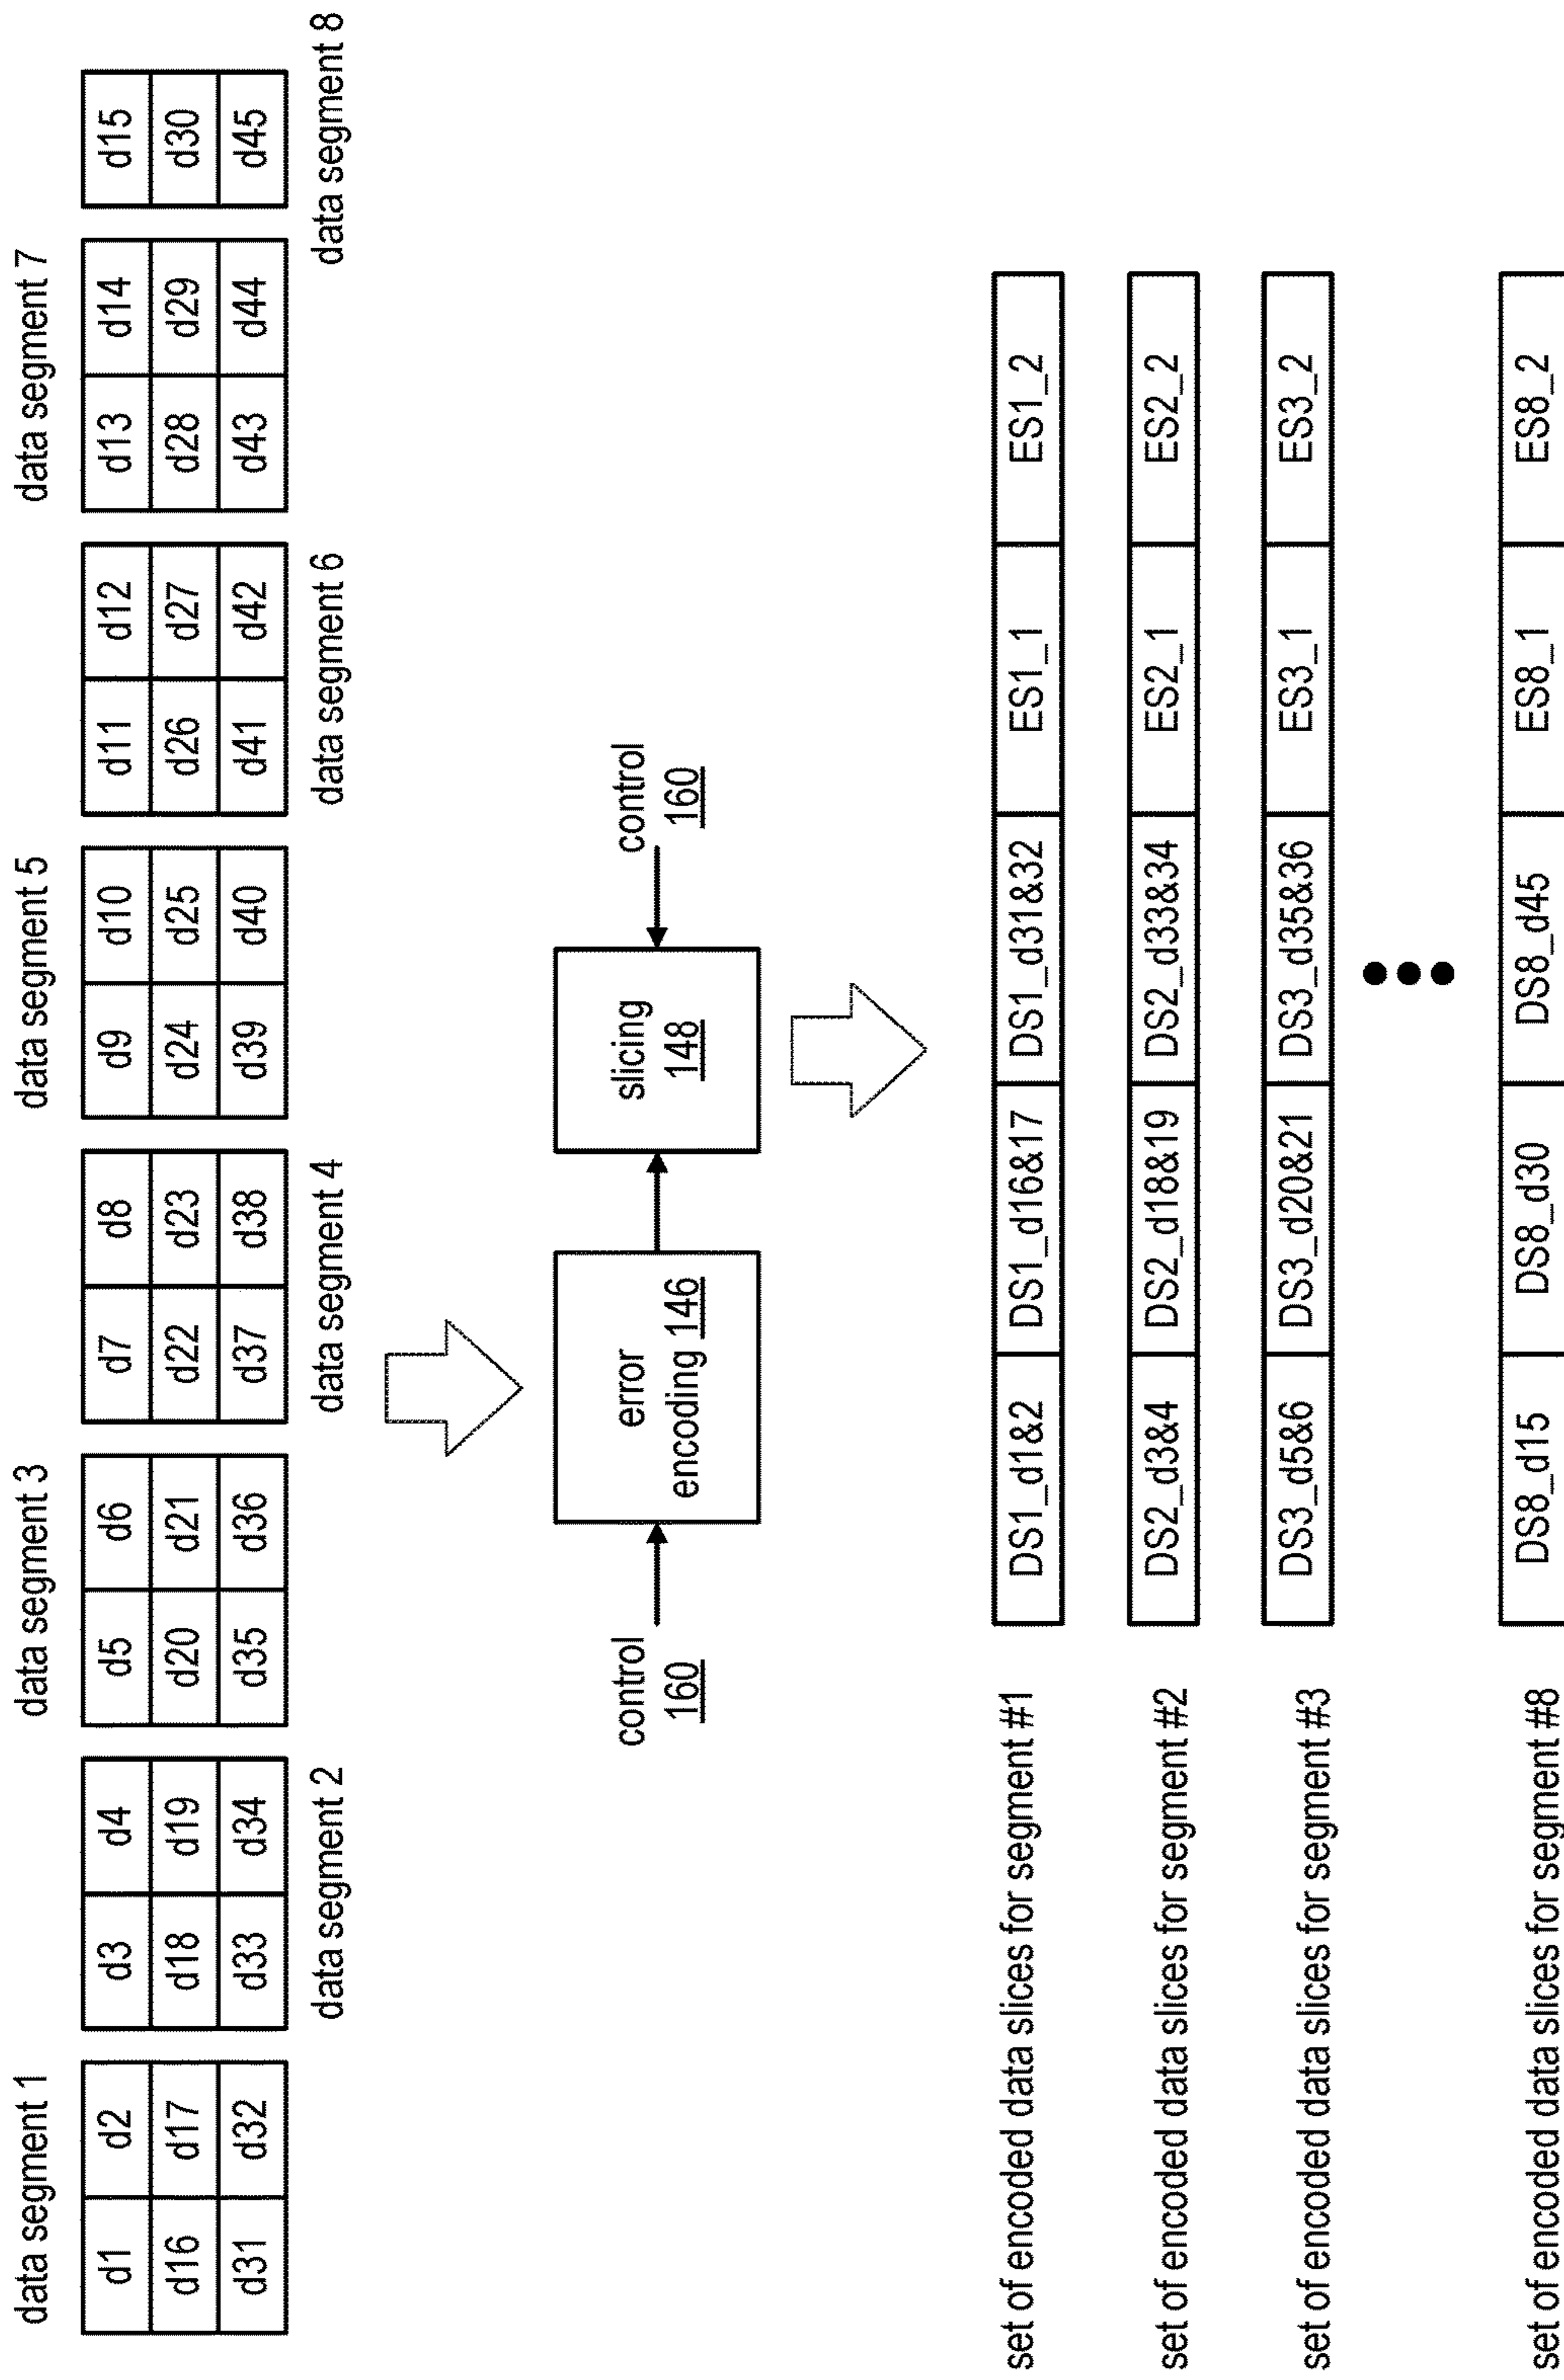 data segment 1
data segment 3
data segment 5
data segment 7
d1 d2 d3 d4 d5 d6 d7 d8 d9 d10 d11 d12 d13 d14 d15
d16 d17 d18 d19 d20 d21 d22 d23 d24 d25 d26 d27 d28 d29 d30
d31 d32 d33 d34 d35 d36 d37 d38 d39 d40 d41 d42 d43 d44 d45
data segment 2
data segment 4
data segment 6
data segment 8
control
160
error
encoding 146
slicing
148
control
160
set of encoded data slices for segment #1
DS1_d1&2 DS1_d16&17 DS1_d31&32 ES1_1 ES1_2
set of encoded data slices for segment #2
DS2_d3&4 DS2_d18&19 DS2_d33&34 ES2_1 ES2_2
set of encoded data slices for segment #3
DS3_d5&6 DS3_d20&21 DS3_d35&36 ES3_1 ES3_2
set of encoded data slices for segment #8
DS8_d15 DS8_d30 DS8_d45 ES8_1 ES8_2